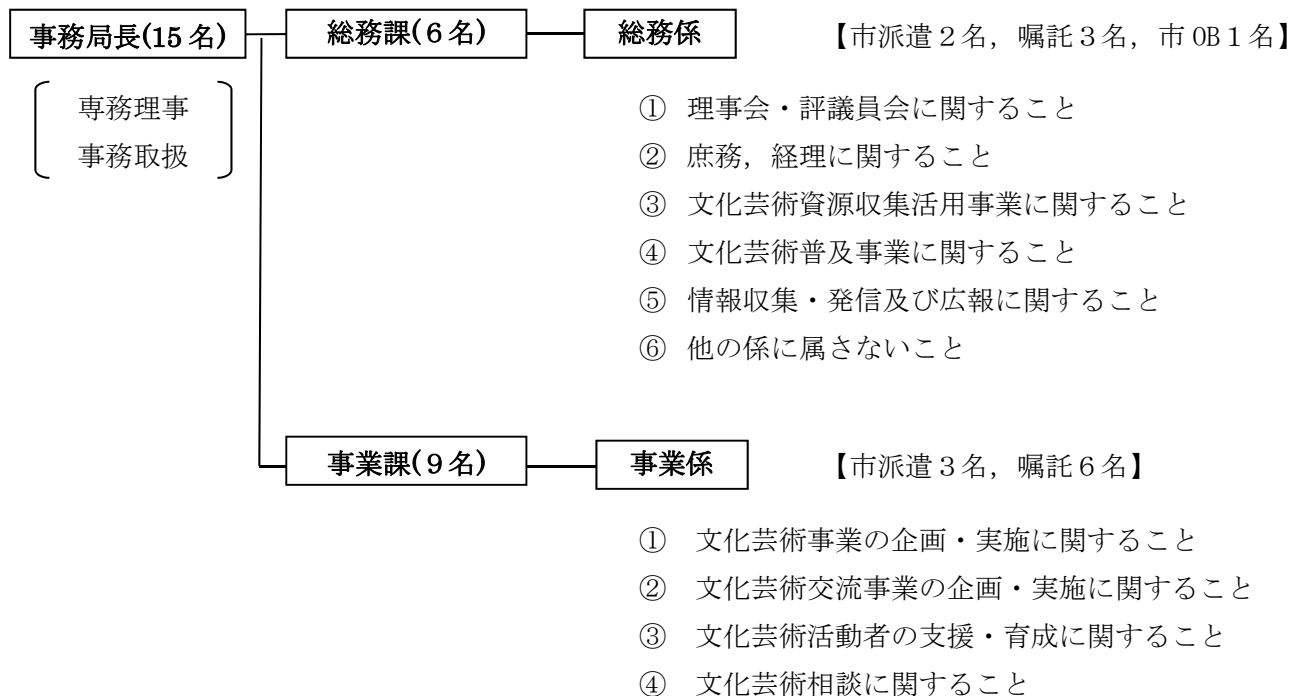 事務局長(15名) 総務課(6名) 総務係 【市派遣2名，嘱託3名，市OB1名】
専務理事
事務取扱
① 理事会・評議員会に関すること
② 庶務，経理に関すること
③ 文化芸術資源収集活用事業に関すること
④ 文化芸術普及事業に関すること
⑤ 情報収集・発信及び広報に関すること
⑥ 他の係に属さないこと
事業課(9名) 事業係 【市派遣3名，嘱託6名】
① 文化芸術事業の企画・実施に関すること
② 文化芸術交流事業の企画・実施に関すること
③ 文化芸術活動者の支援・育成に関すること
④ 文化芸術相談に関すること